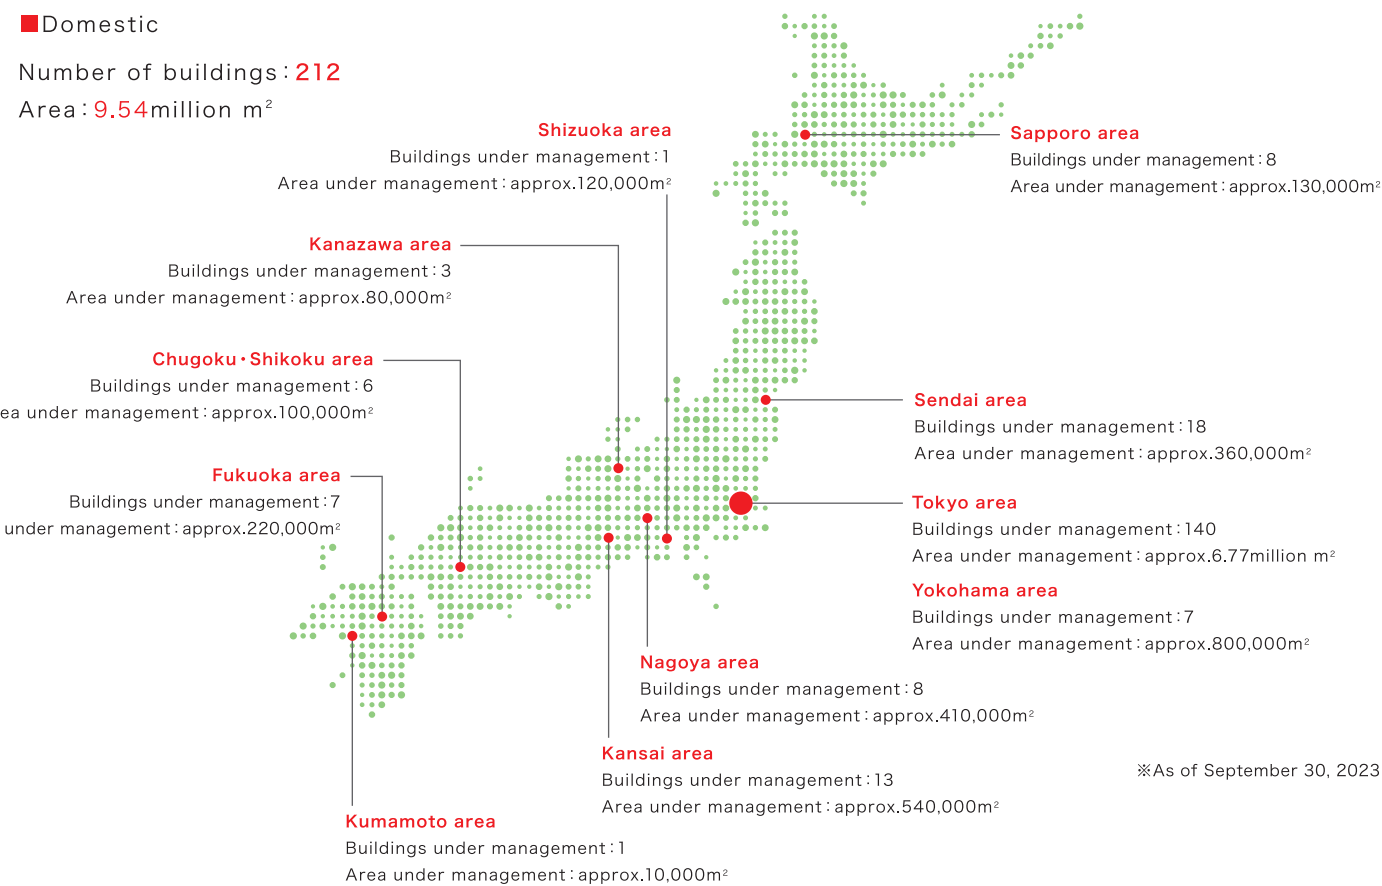 ■Domestic
Number of buildings:212
Area:9.54million m²
Shizuoka area
Buildings under management:1
Area under management:approx.120,000m²
Sapporo area
Buildings under management:8
Area under management:approx.130,000m²
Kanazawa area
Buildings under management:3
Area under management:approx.80,000m²
Chugoku・Shikoku area
Buildings under management:6
ea under management:approx.100,000m²
Sendai area
Buildings under management:18
Area under management:approx.360,000m²
Fukuoka area
Buildings under management:7
under management:approx.220,000m²
Tokyo area
Buildings under management:140
Area under management:approx.6.77million m²
Yokohama area
Buildings under management:7
Area under management:approx.800,000m²
Nagoya area
Buildings under management:8
Area under management:approx.410,000m²
Kansai area
Buildings under management:13
Area under management:approx.540,000m²
※As of September 30, 2023
Kumamoto area
Buildings under management:1
Area under management:approx.10,000m²